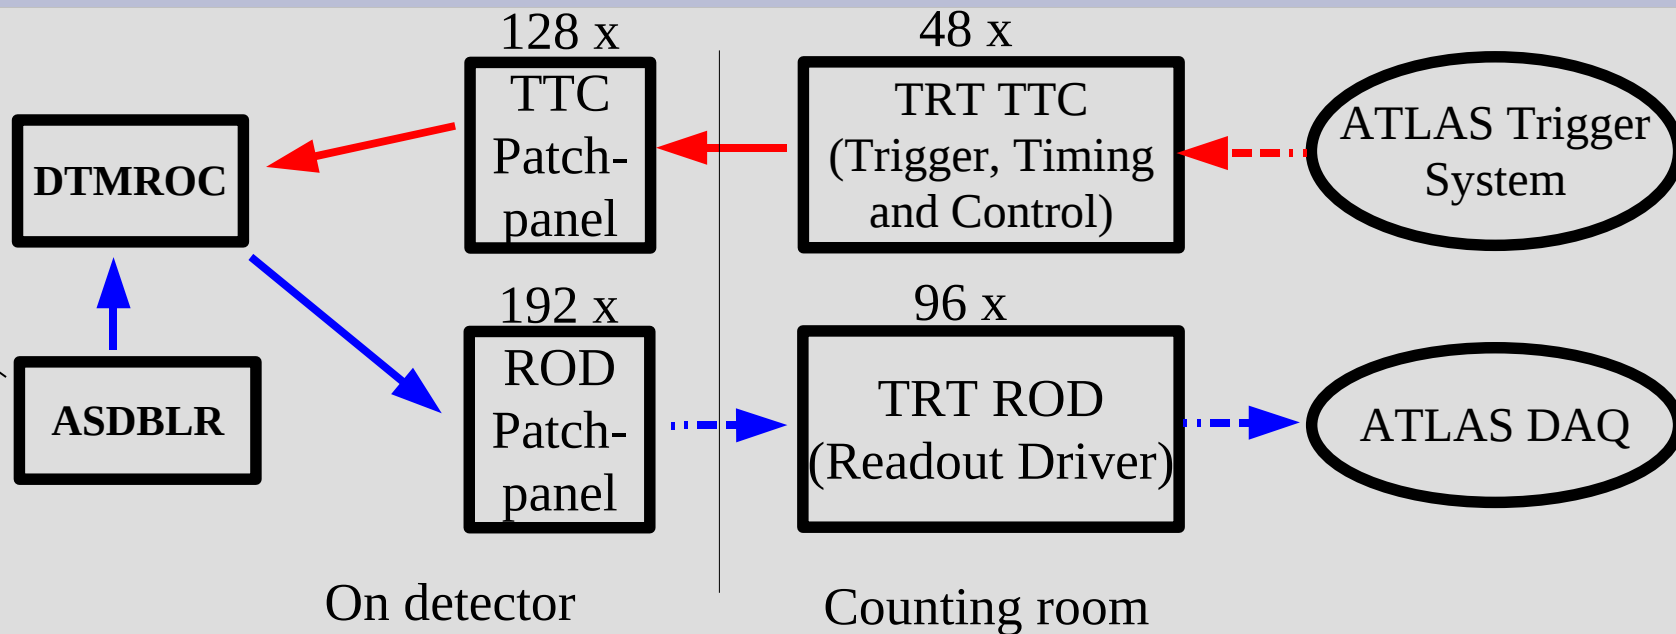 128 x
48 x
TTC
Patch-
panel
TRT TTC
(Trigger, Timing
and Control)
ATLAS Trigger
System
DTMROC
192 x
96 x
ROD
Patch-
panel
TRT ROD
(Readout Driver)
ATLAS DAQ
ASDBLR
On detector
Counting room